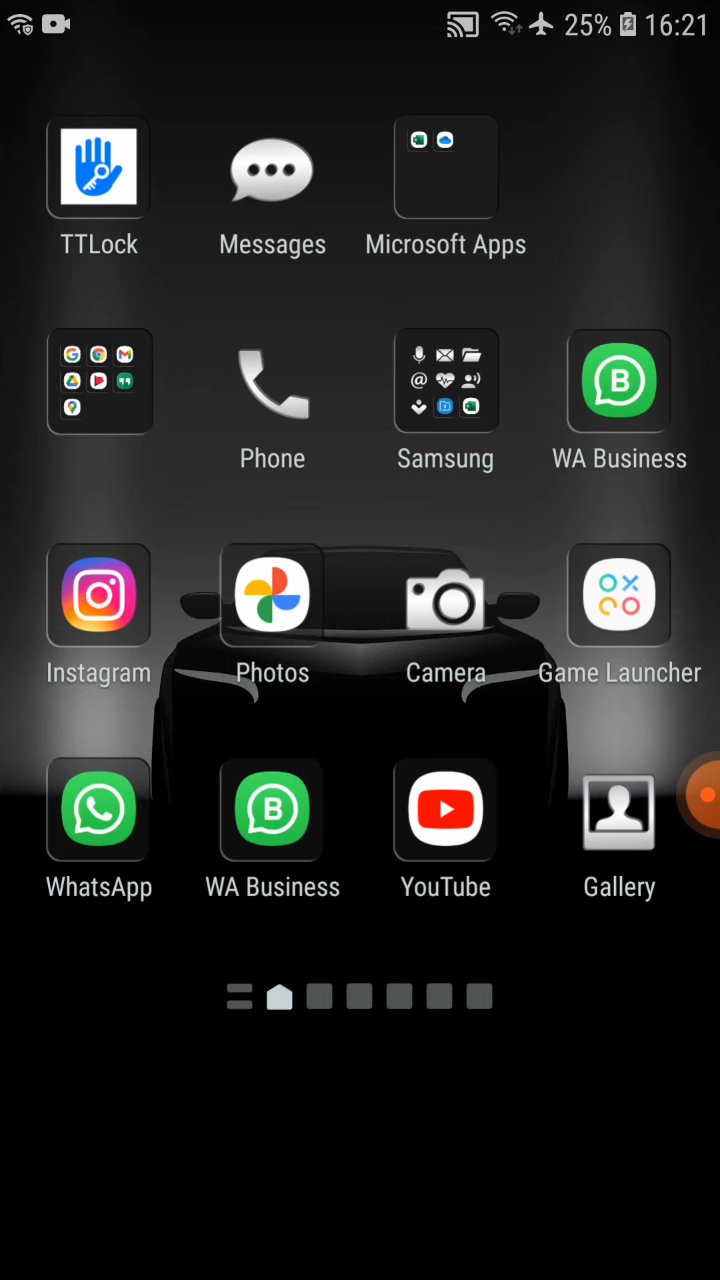 25% 16:21
TTLock Messages Microsoft Apps
Phone Samsung WA Business
Instagram Photos Camera Game Launcher
WhatsApp WA Business YouTube Gallery